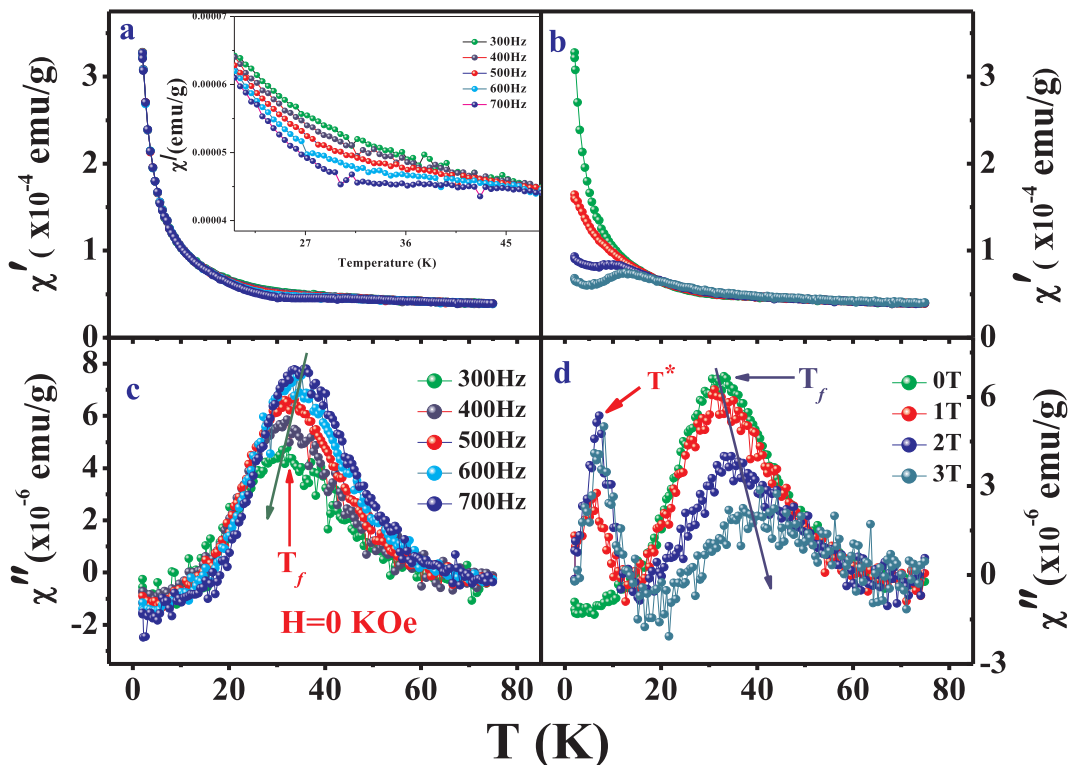 a
0.00007
0.00006
0.00005
0.00004
χ′(emu/g)
300Hz
400Hz
500Hz
600Hz
700Hz
27 36 45
Temperature (K)
3
2
1
0
χ′ ( x10-4 emu/g)
b
3
2
1
0
χ′ ( x10-4 emu/g)
c
8
6
4
2
0
-2
χ″(x10-6 emu/g)
300Hz
400Hz
500Hz
600Hz
700Hz
Tf
H=0 KOe
0 20 40 60 80
d
T*
Tf
0T
1T
2T
3T
6
3
0
-3
χ″(x10-6 emu/g)
0 20 40 60 80
T (K)